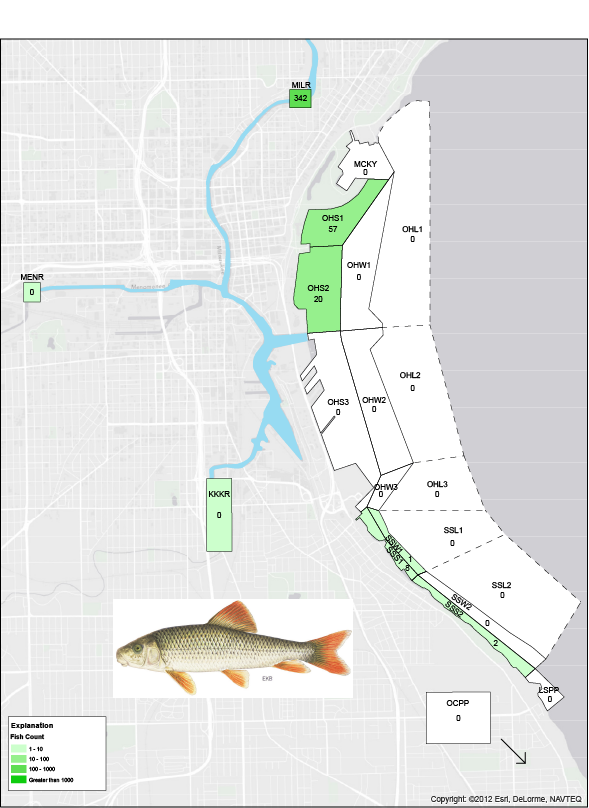 MILR
342
MCKY
0
OHS1
57
OHL1
0
OHW1
0
MENR
0
Milwaukee
Menomonee
OHS2
20
OHL2
0
OHS3
0
OHW2
0
KKKR
0
OHW3
0
OHL3
0
SSL1
0
SSW1
1
SSS1
8
SSL2
0
SSW2
0
SSS2
2
LSPP
0
OCPP
0
EKB
Explanation
Fish Count
1 - 10
10 - 100
100 - 1000
Greater than 1000
Copyright: ©2012 Esri, DeLorme, NAVTEQ